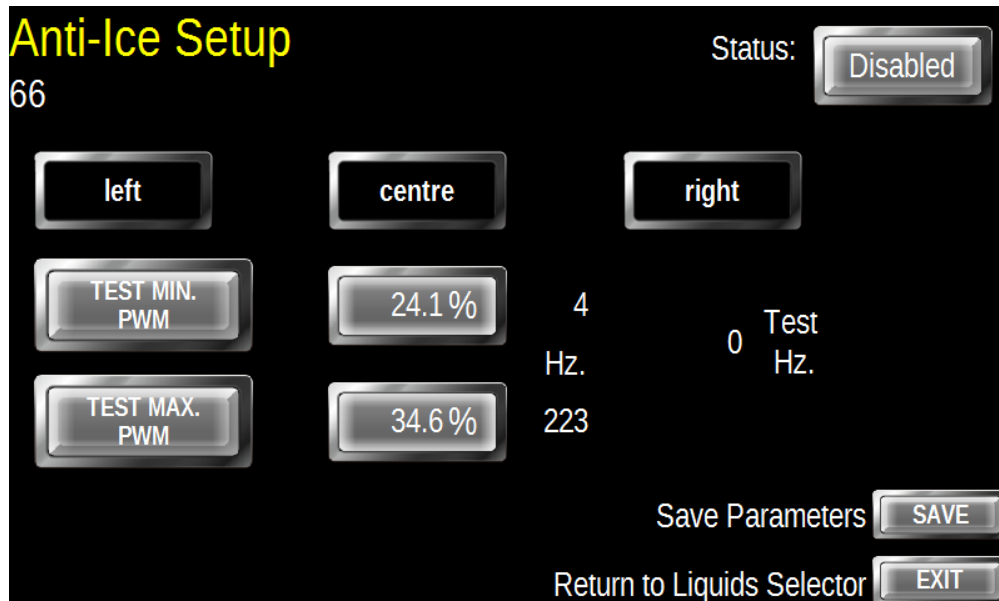 Anti-Ice Setup
Status:
Disabled
66
left
centre
right
TEST MIN.
PWM
24.1 %
4
Hz.
0
Test
Hz.
TEST MAX.
PWM
34.6 %
223
Save Parameters
SAVE
Return to Liquids Selector
EXIT